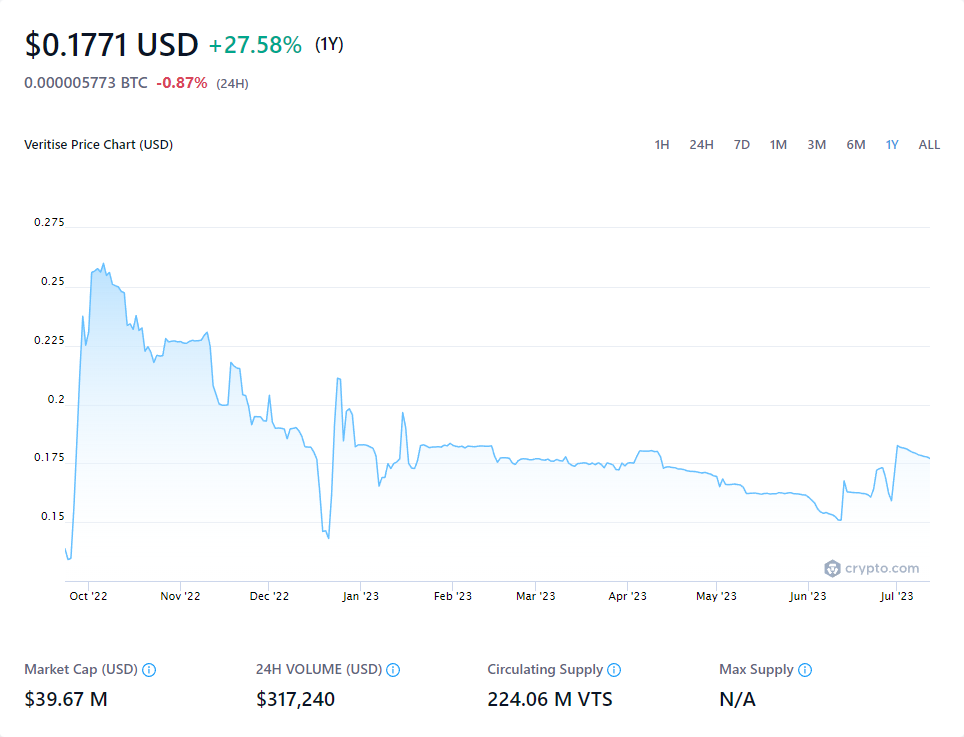 $0.1771 USD +27.58% (1Y)
0.000005773 BTC -0.87% (24H)
Veritise Price Chart (USD) 1H 24H 7D 1M 3M 6M 1Y ALL
0.275
0.25
0.225
0.2
0.175
0.15
crypto.com
Oct '22 Nov '22 Dec '22 Jan '23 Feb '23 Mar '23 Apr '23 May '23 Jun '23 Jul '23
Market Cap (USD) 24H VOLUME (USD) Circulating Supply Max Supply
$39.67 M $317,240 224.06 M VTS N/A